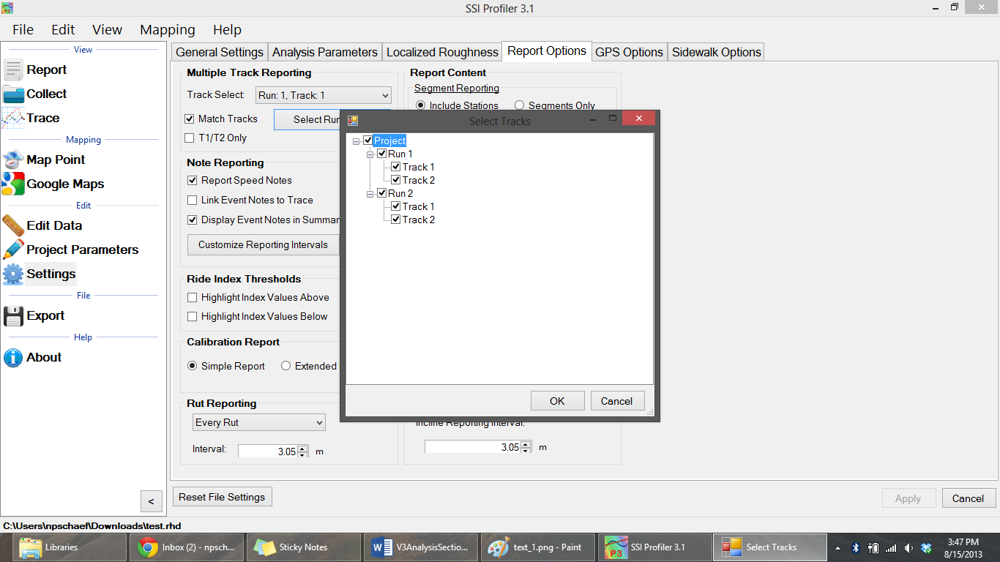 SSI Profiler 3.1
File Edit View Mapping Help
View
Report
Collect
Trace
Mapping
Map Point
Google Maps
Edit
Edit Data
Project Parameters
Settings
File
Export
Help
About
<
General Settings Analysis Parameters Localized Roughness Report Options GPS Options Sidewalk Options
Multiple Track Reporting
Track Select: Run: 1, Track: 1
Match Tracks Select Run
T1/T2 Only
Note Reporting
Report Speed Notes
Link Event Notes to Trace
Display Event Notes in Summar
Customize Reporting Intervals
Ride Index Thresholds
Highlight Index Values Above
Highlight Index Values Below
Calibration Report
Simple Report Extended
Rut Reporting
Every Rut
Interval: 3.05 m
Report Content
Segment Reporting
Include Stations Segments Only
Select Tracks
Project
Run 1
Track 1
Track 2
Run 2
Track 1
Track 2
OK Cancel
Incline Reporting Interval:
3.05 m
Reset File Settings
Apply Cancel
C:\Users\npschaef\Downloads\test.rhd
Libraries
Inbox (2) - npsch...
Sticky Notes
V3AnalysisSectio...
text_1.png - Paint
P3
SSI Profiler 3.1
Select Tracks
3:47 PM
8/15/2013